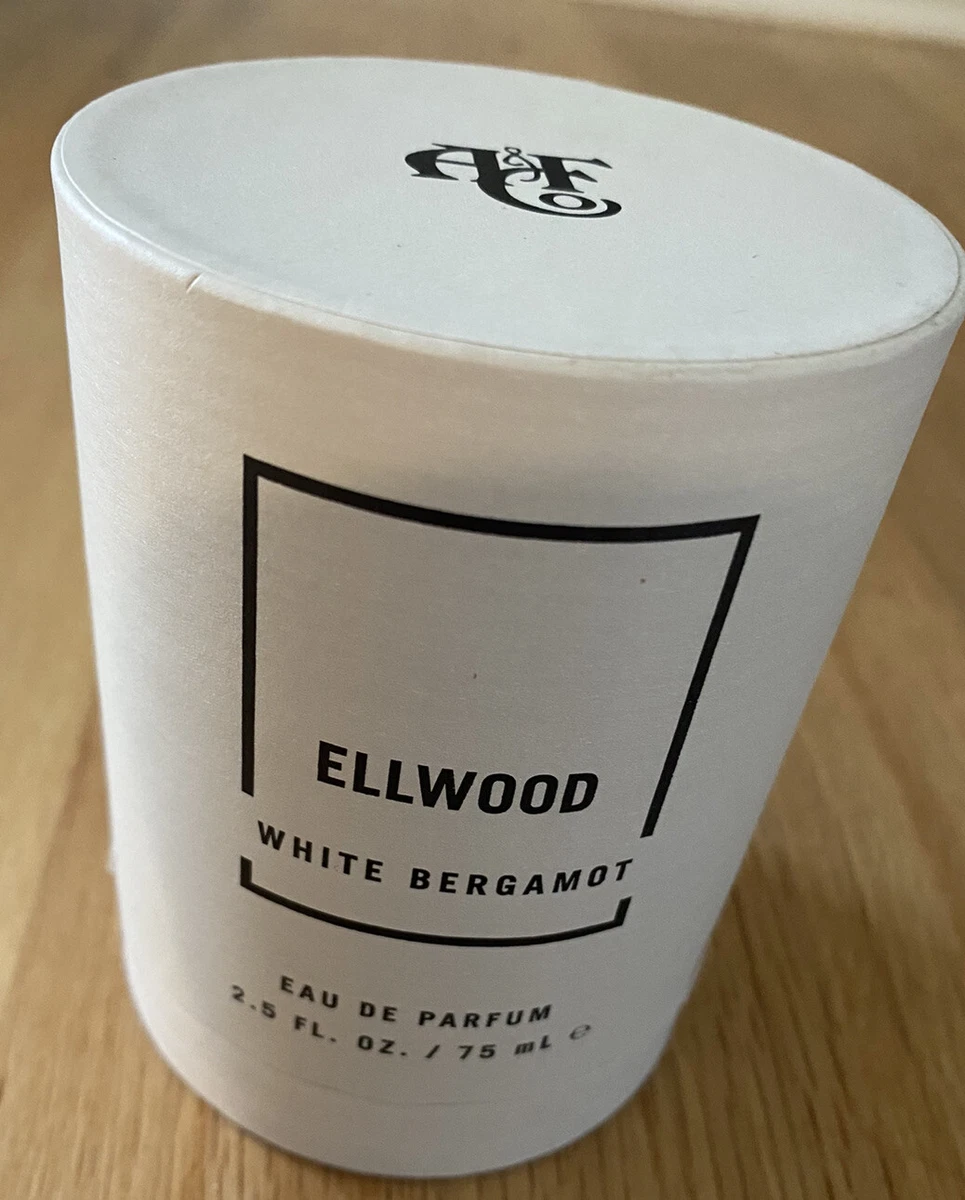 A&F
Co
ELLWOOD
WHITE BERGAMOT
EAU DE PARFUM
2.5 FL. OZ. / 75 mL ℮